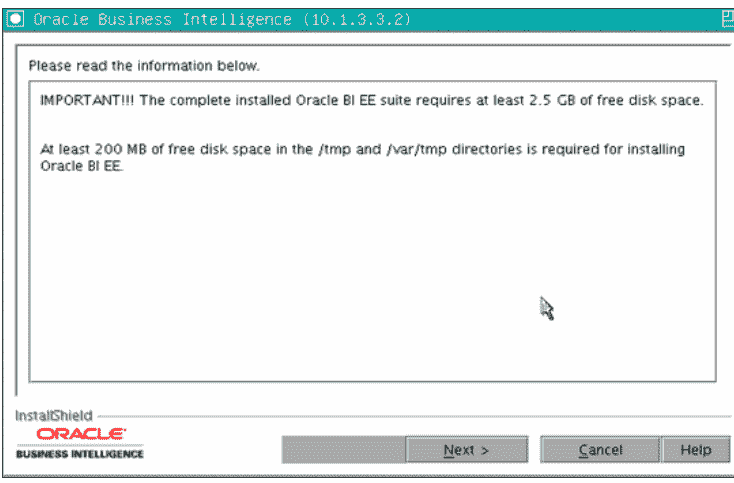 Oracle Business Intelligence (10.1.3.3.2)
Please read the information below.
IMPORTANT!!! The complete installed Oracle BI EE suite requires at least 2.5 GB of free disk space.
At least 200 MB of free disk space in the /tmp and /var/tmp directories is required for installing
Oracle BI EE.
InstallShield
ORACLE
BUSINESS INTELLIGENCE
Next >
Cancel
Help